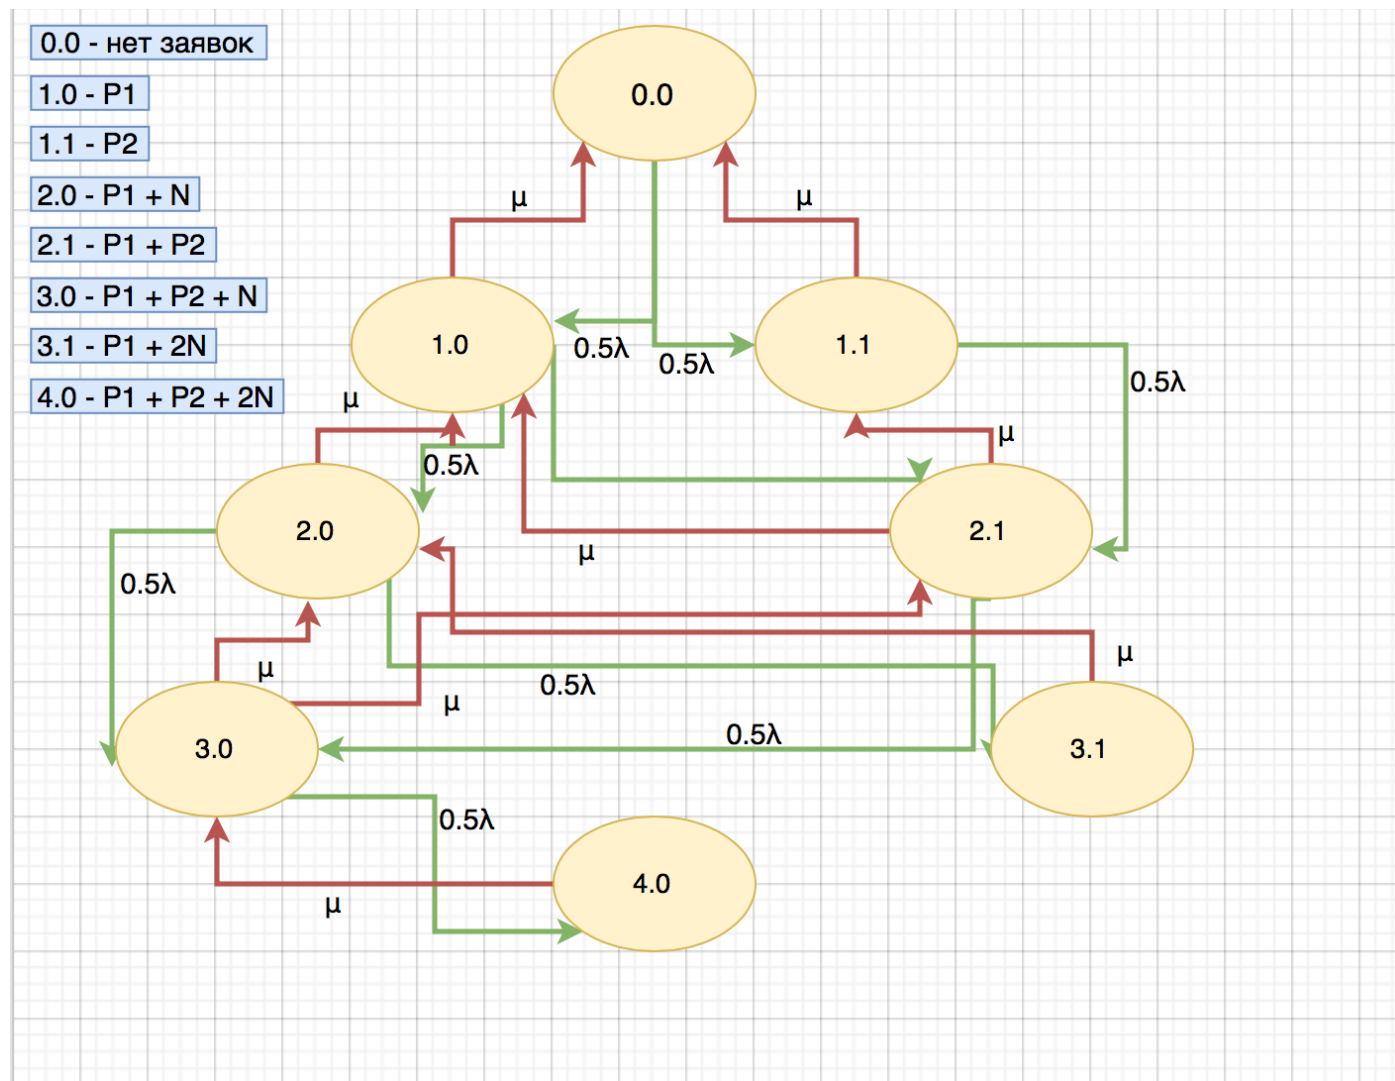 0.0 - нет заявок
1.0 - P1
1.1 - P2
2.0 - P1 + N
2.1 - P1 + P2
3.0 - P1 + P2 + N
3.1 - P1 + 2N
4.0 - P1 + P2 + 2N
0.0
μ
μ
1.0
0.5λ
0.5λ
1.1
0.5λ
μ
0.5λ
μ
2.0
μ
2.1
0.5λ
μ
μ
0.5λ
μ
3.0
0.5λ
3.1
0.5λ
4.0
μ